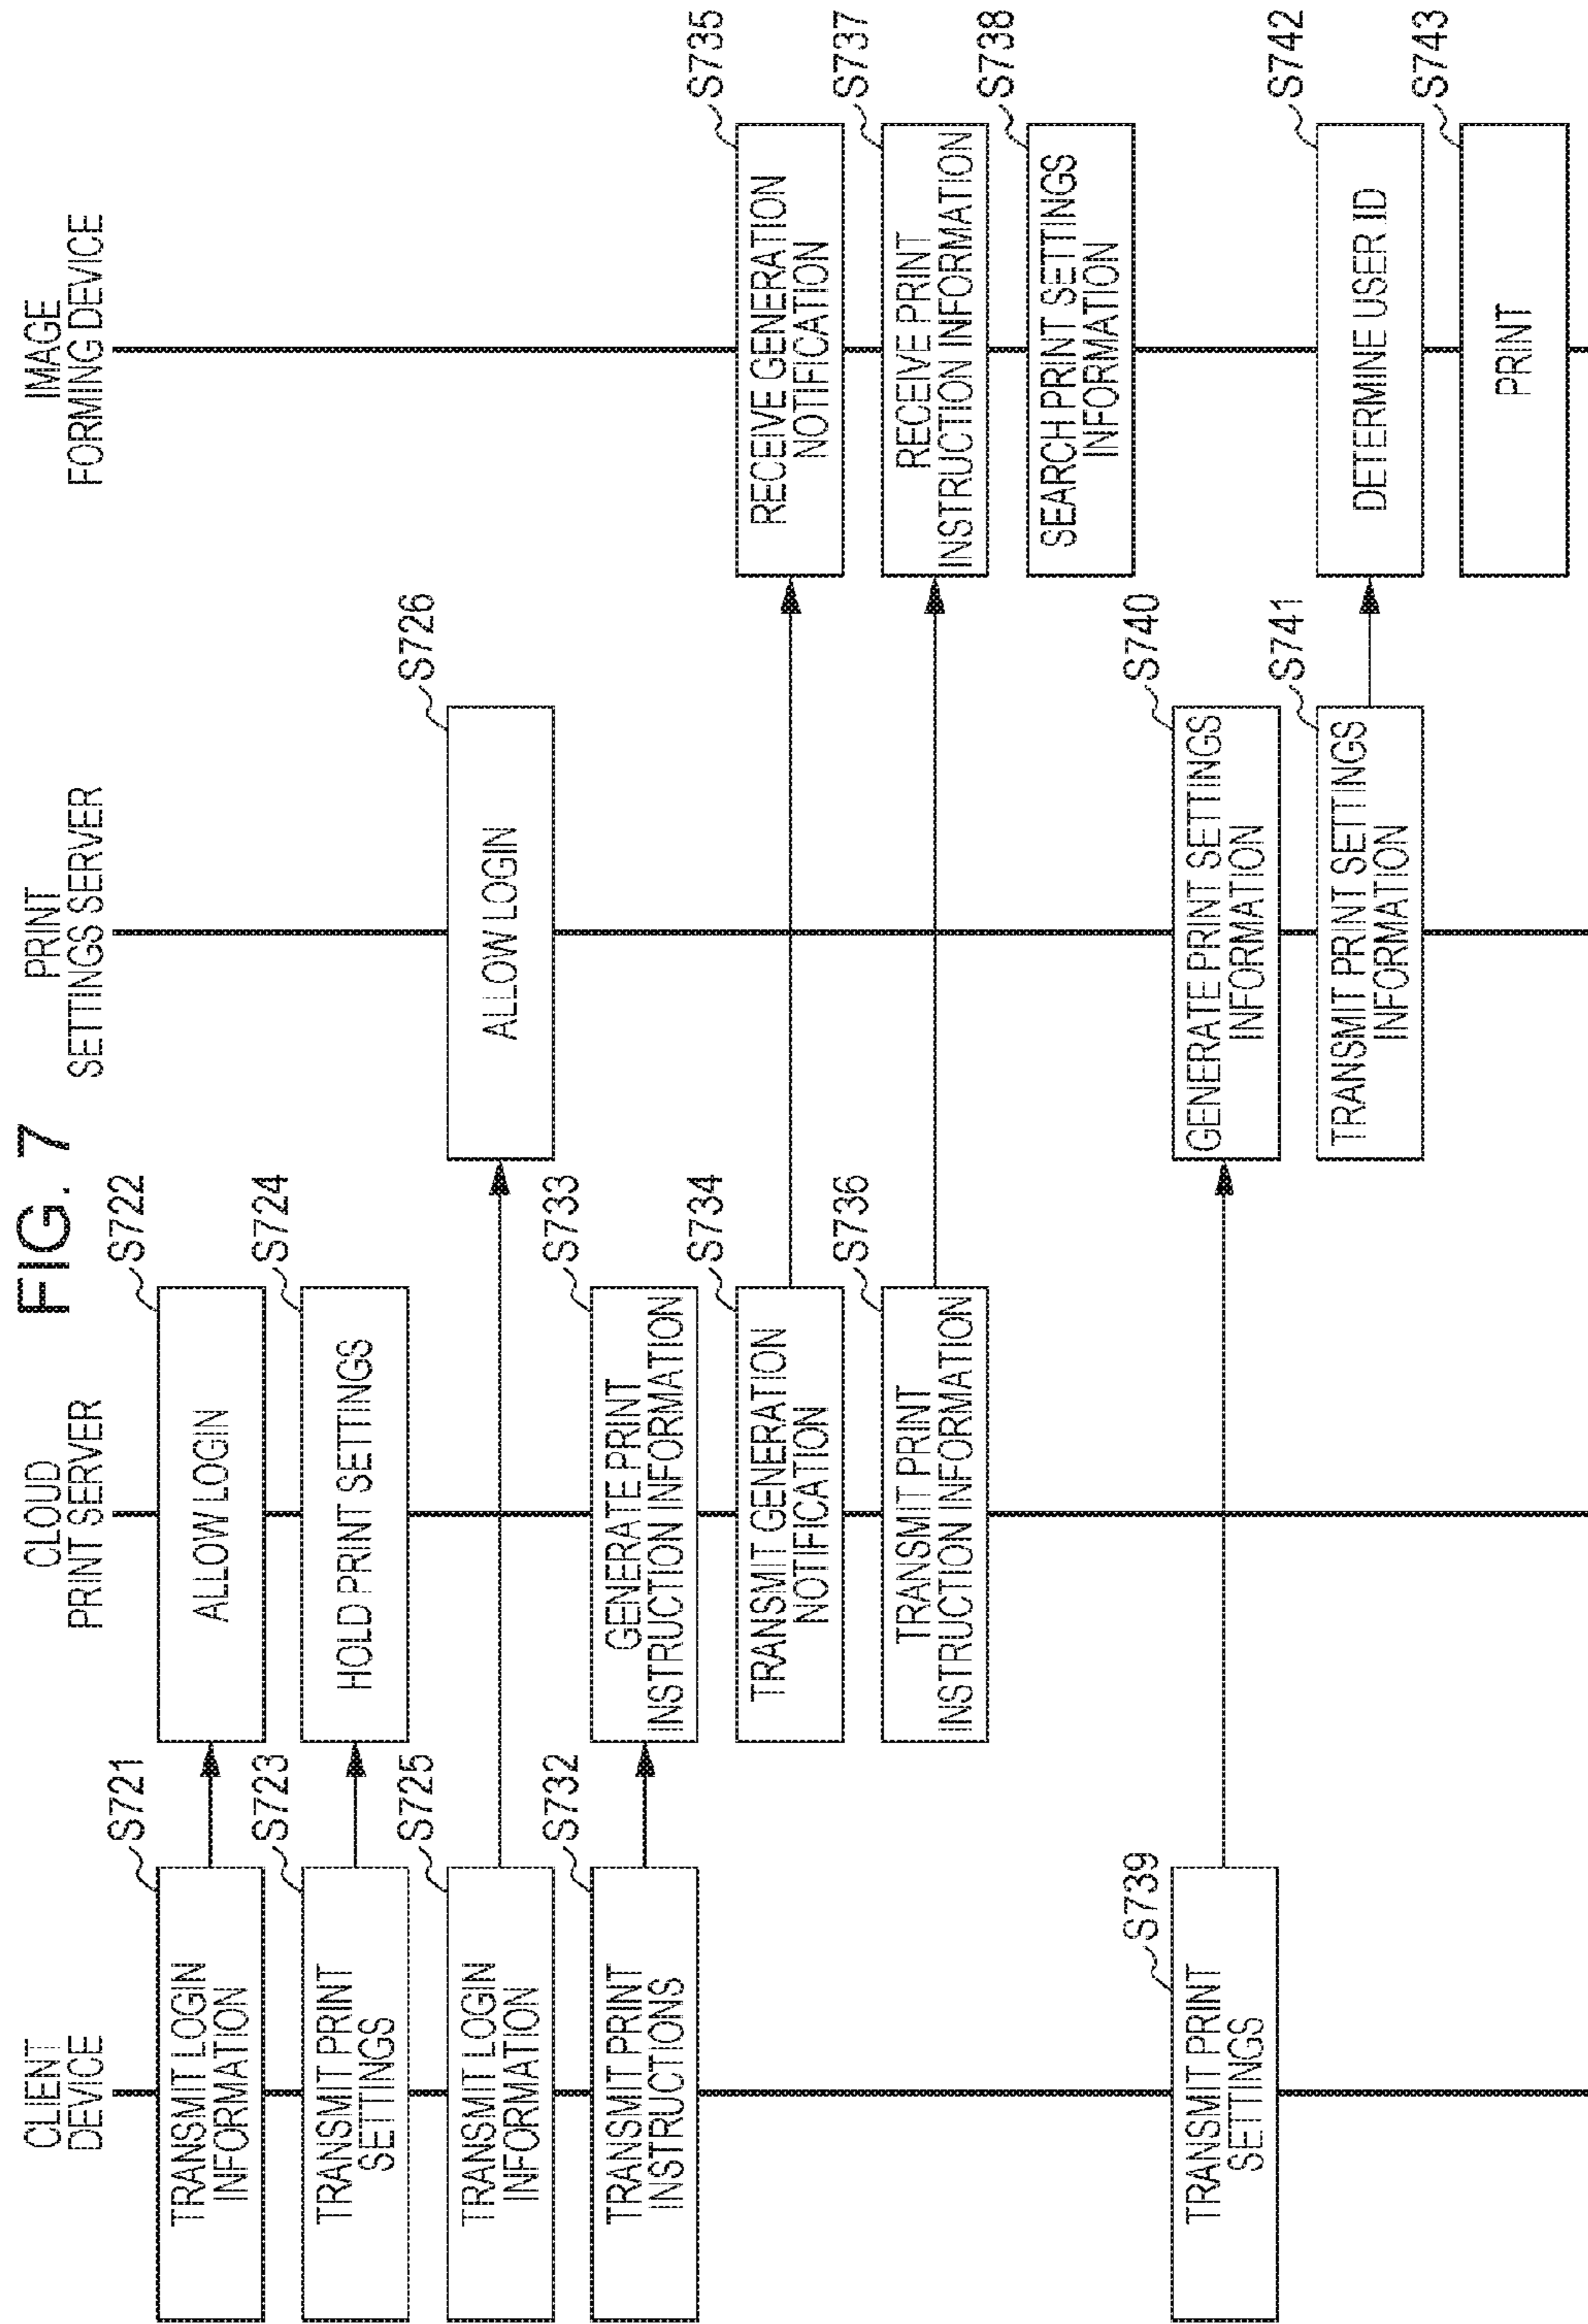 FIG. 7
CLIENT
DEVICE
CLOUD
PRINT SERVER
PRINT
SETTINGS SERVER
IMAGE
FORMING DEVICE
S721
TRANSMIT LOGIN
INFORMATION
S722
ALLOW LOGIN
S723
TRANSMIT PRINT
SETTINGS
S724
HOLD PRINT SETTINGS
S725
TRANSMIT LOGIN
INFORMATION
S726
ALLOW LOGIN
S732
TRANSMIT PRINT
INSTRUCTIONS
S733
GENERATE PRINT
INSTRUCTION INFORMATION
S734
TRANSMIT GENERATION
NOTIFICATION
S735
RECEIVE GENERATION
NOTIFICATION
S736
TRANSMIT PRINT
INSTRUCTION INFORMATION
S737
RECEIVE PRINT
INSTRUCTION INFORMATION
S738
SEARCH PRINT SETTINGS
INFORMATION
S739
TRANSMIT PRINT
SETTINGS
S740
GENERATE PRINT SETTINGS
INFORMATION
S741
TRANSMIT PRINT SETTINGS
INFORMATION
S742
DETERMINE USER ID
S743
PRINT